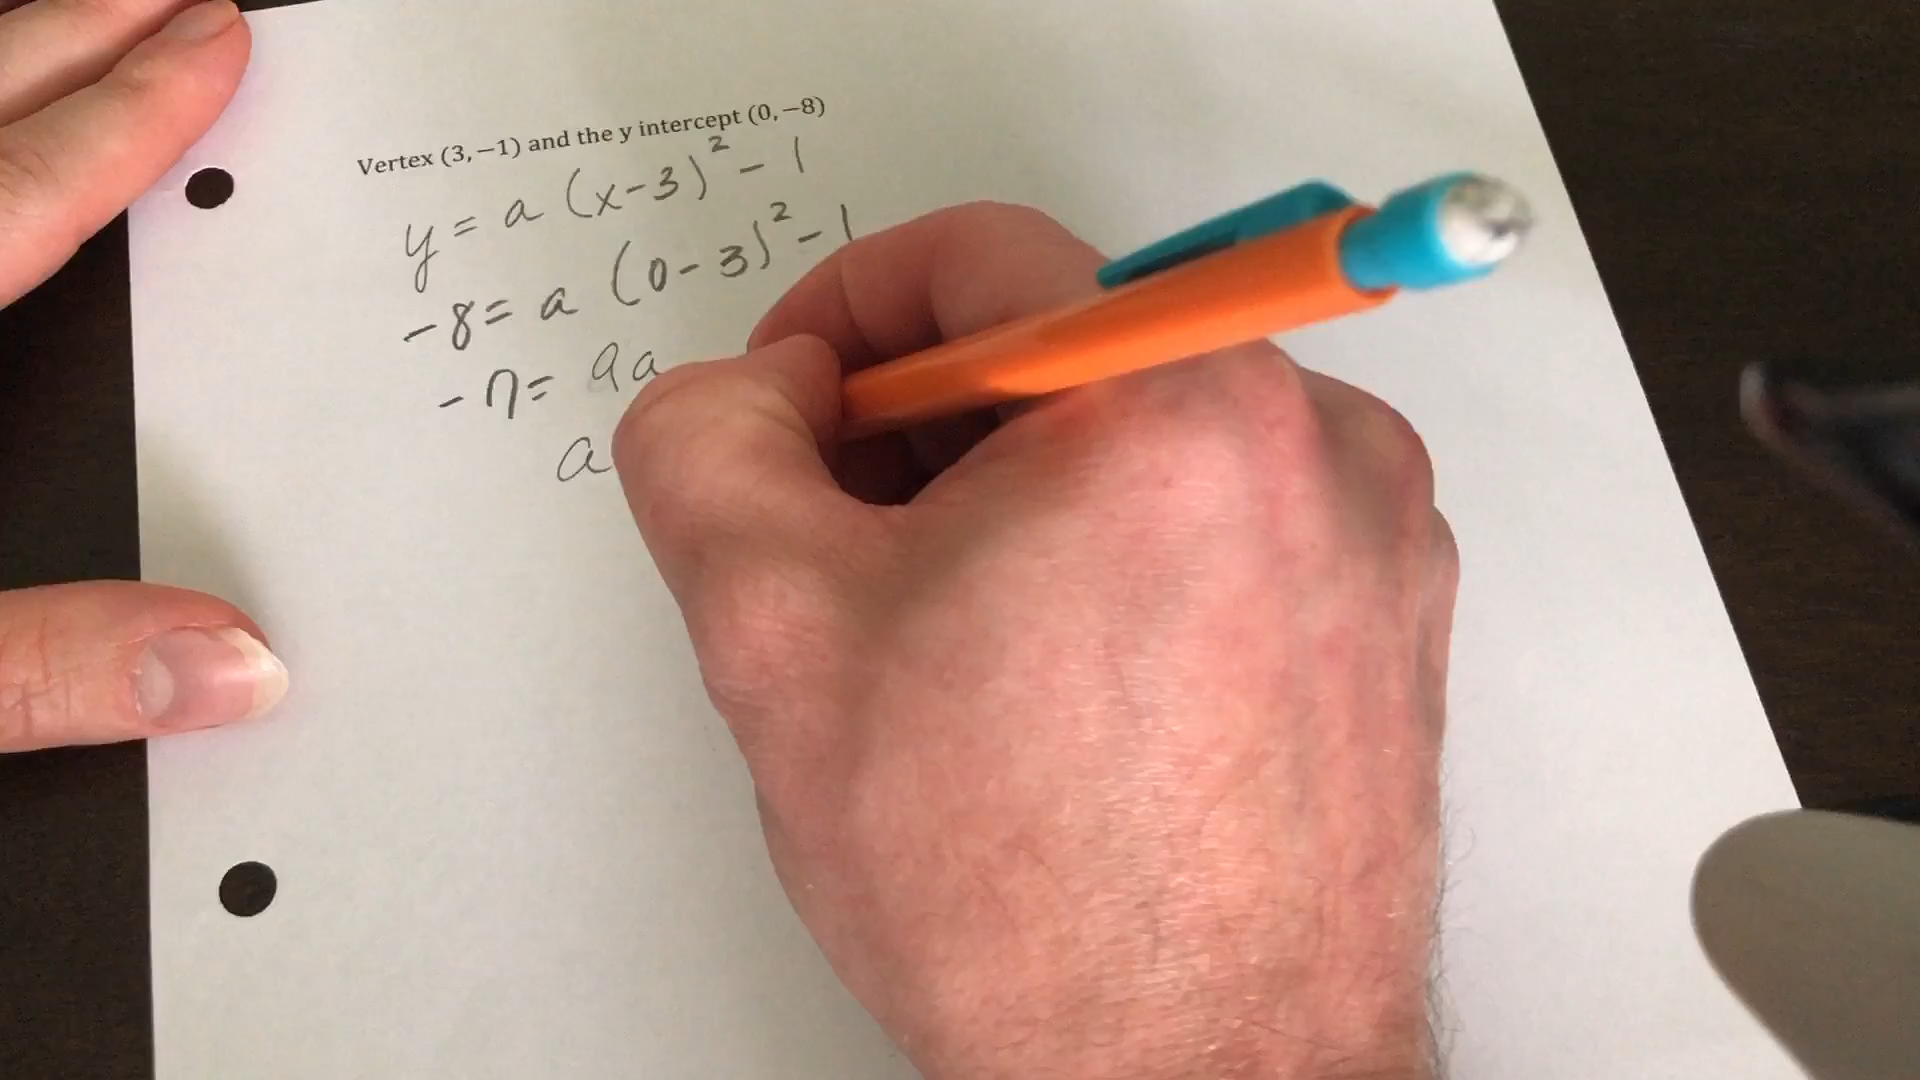 Vertex (3, −1) and the y intercept (0, −8)
y = a (x-3)² - 1
-8 = a (0-3)² - 1
-7 = 9a
a